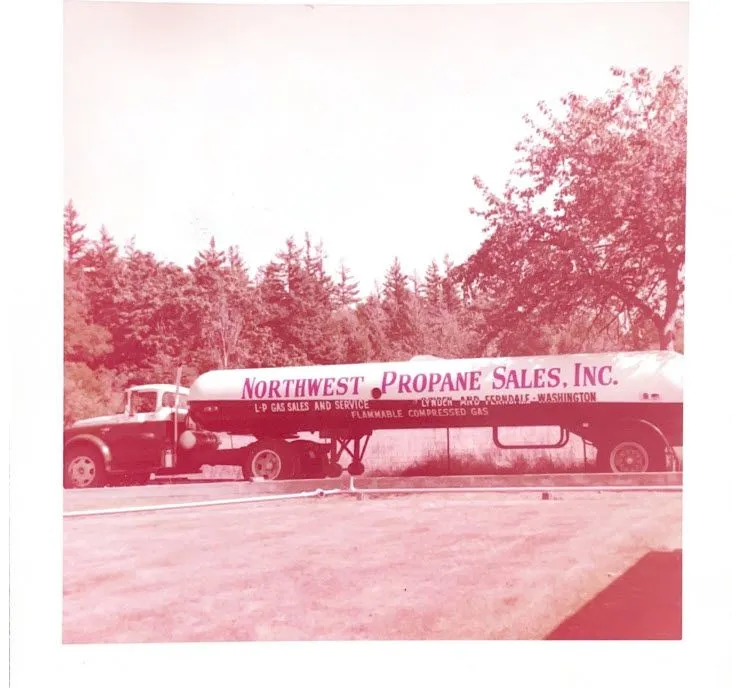 NORTHWEST PROPANE SALES, INC.
L-P GAS SALES AND SERVICE LYNDEN AND FERNDALE - WASHINGTON
FLAMMABLE COMPRESSED GAS